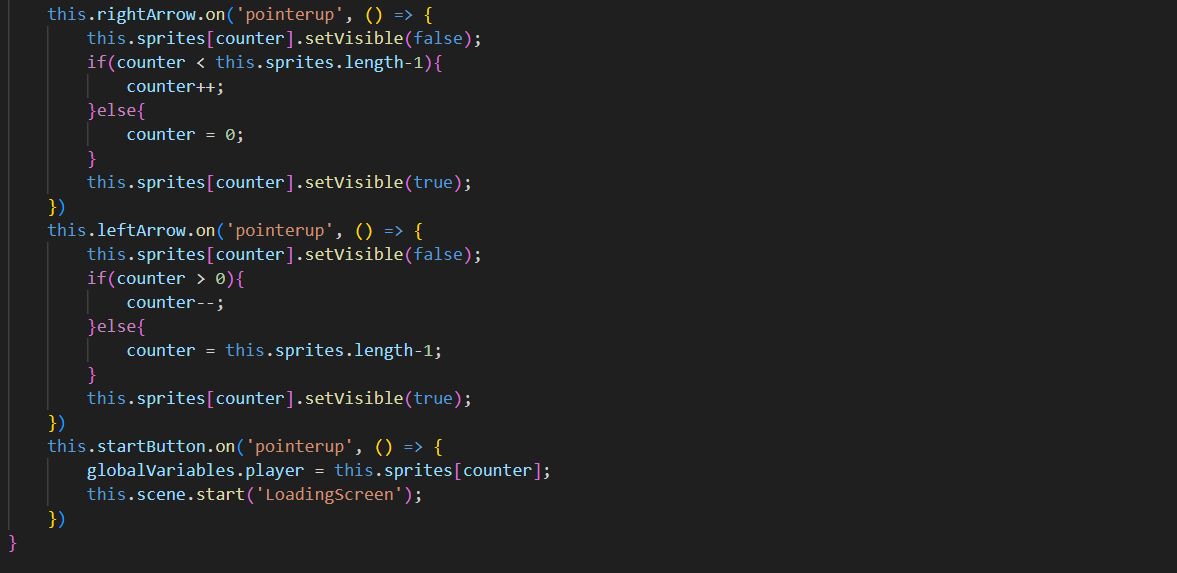 this.rightArrow.on('pointerup', () => {
this.sprites[counter].setVisible(false);
if(counter < this.sprites.length-1){
counter++;
}else{
counter = 0;
}
this.sprites[counter].setVisible(true);
})
this.leftArrow.on('pointerup', () => {
this.sprites[counter].setVisible(false);
if(counter > 0){
counter--;
}else{
counter = this.sprites.length-1;
}
this.sprites[counter].setVisible(true);
})
this.startButton.on('pointerup', () => {
globalVariables.player = this.sprites[counter];
this.scene.start('LoadingScreen');
})
}